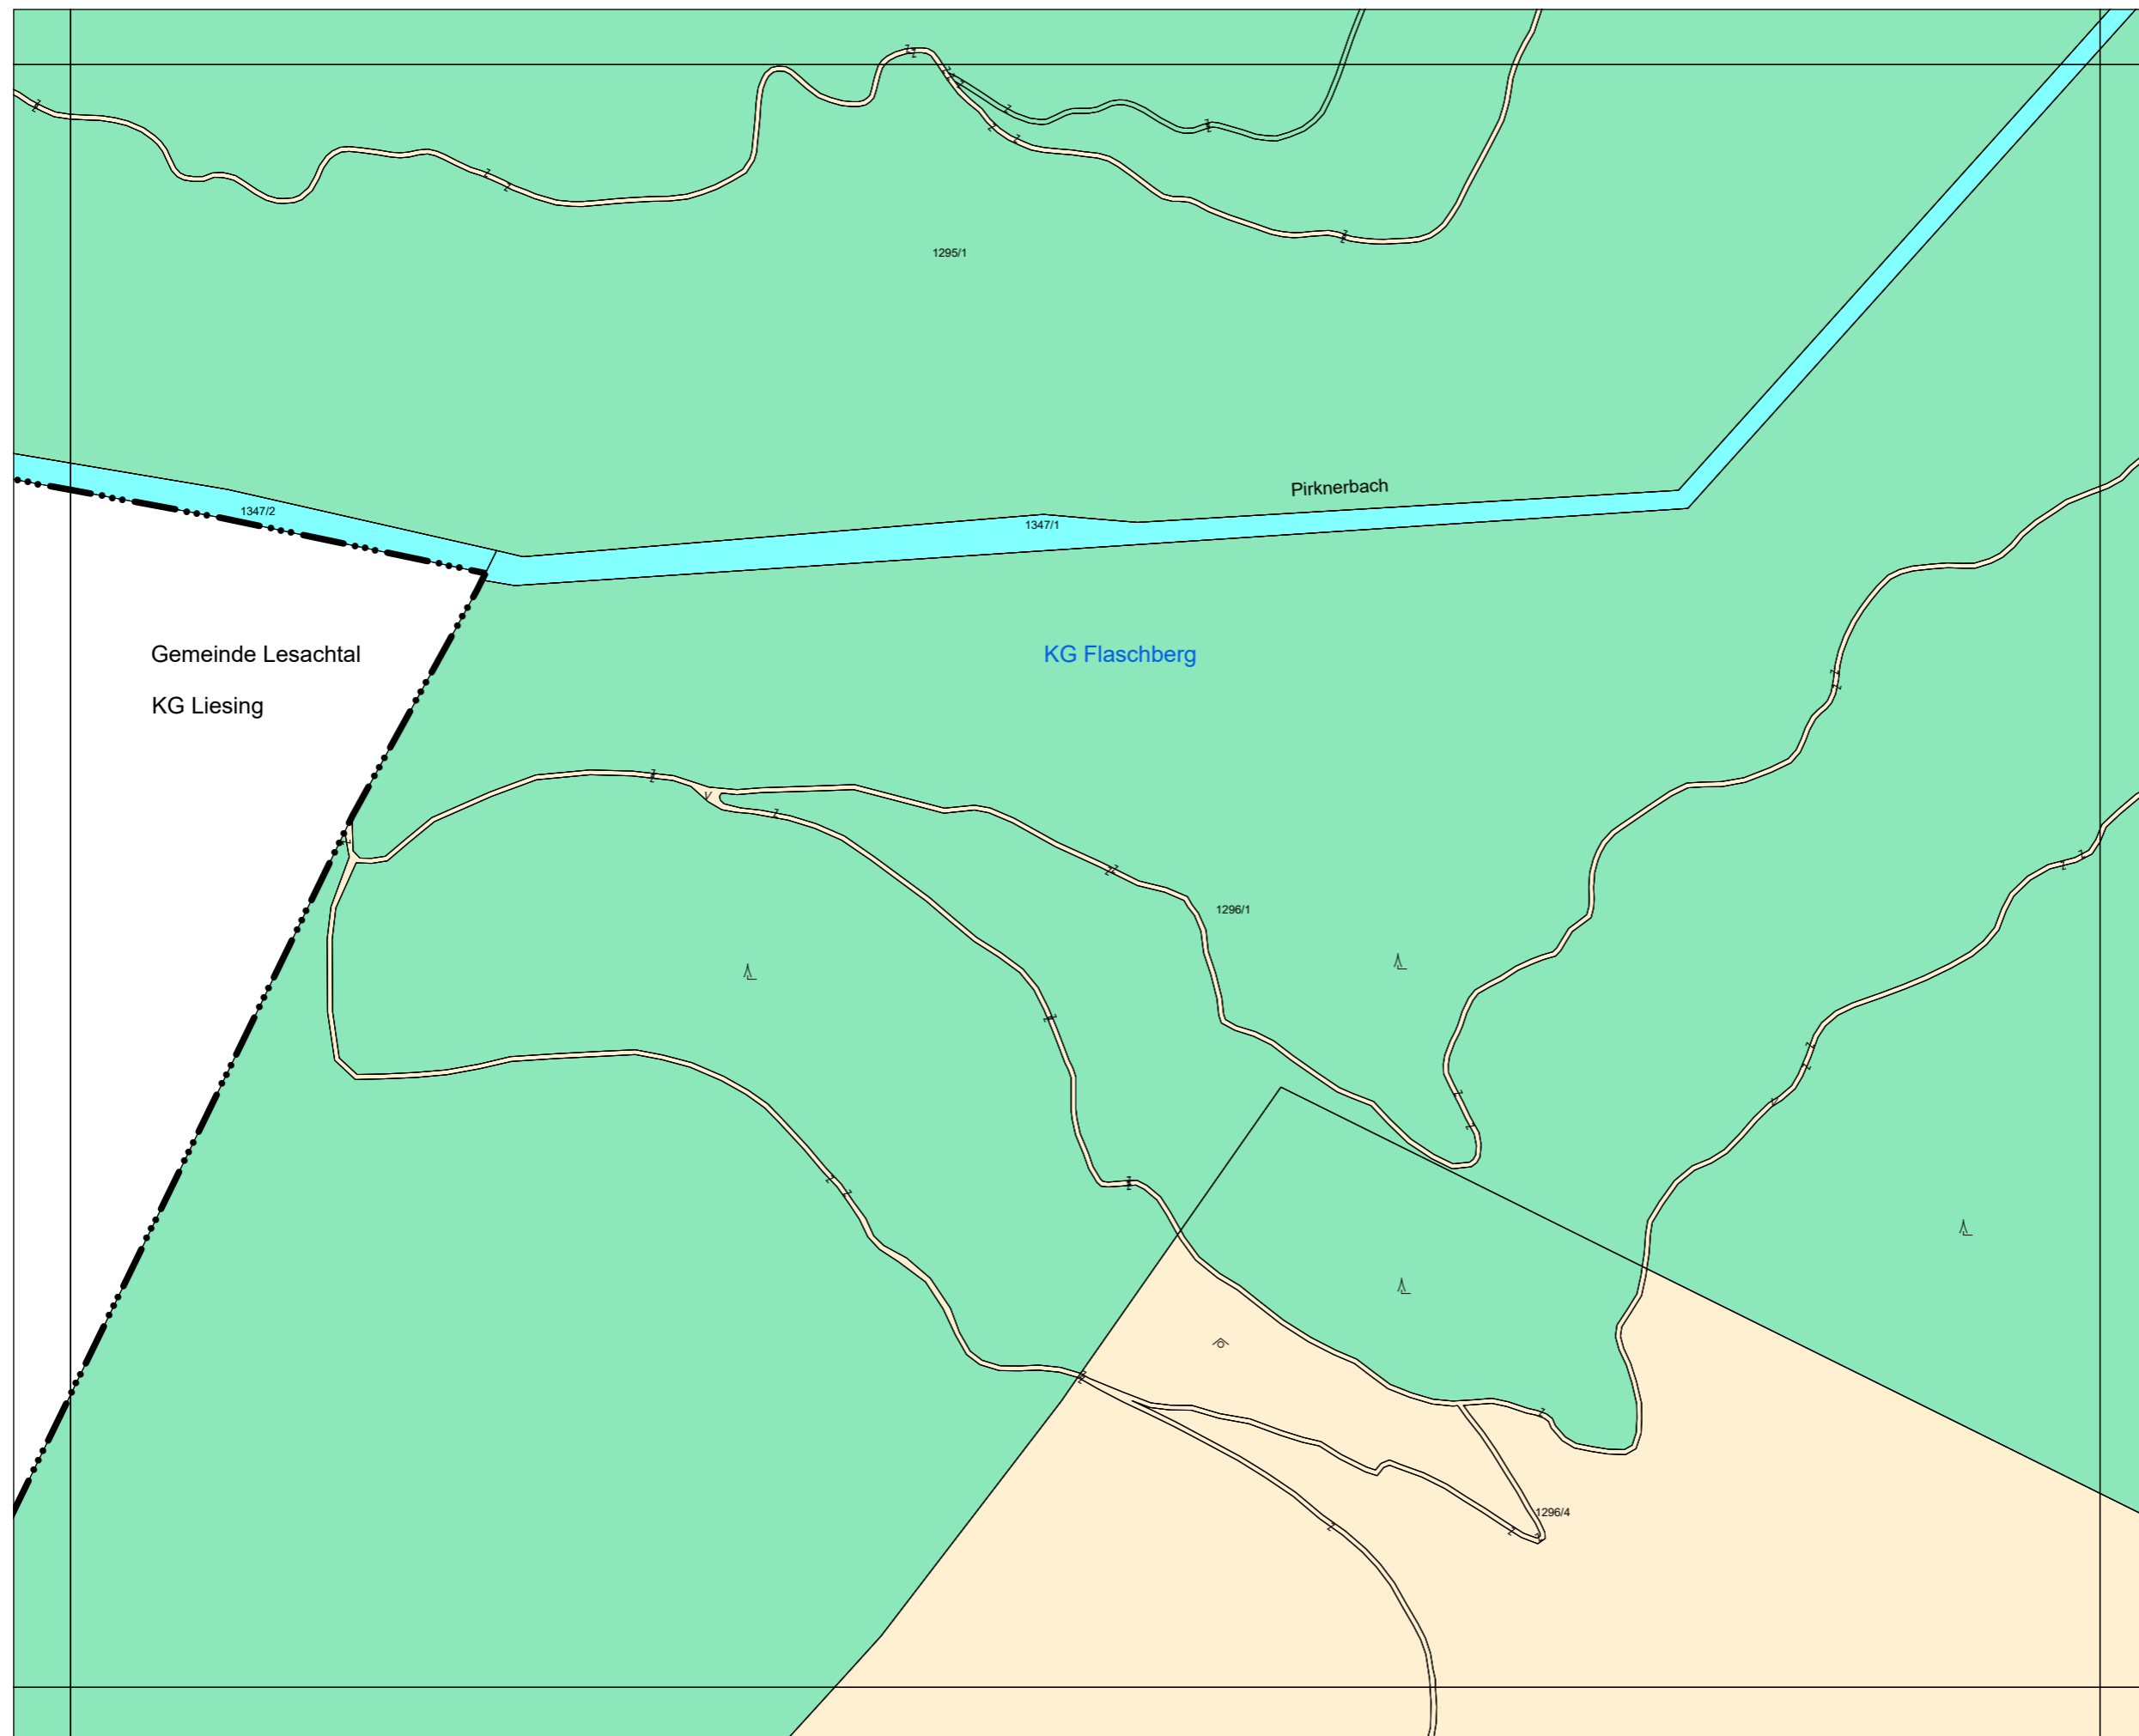 1295/1
Pirknerbach
1347/2
1347/1
Gemeinde Lesachtal
KG Flaschberg
KG Liesing
1296/1
1296/4